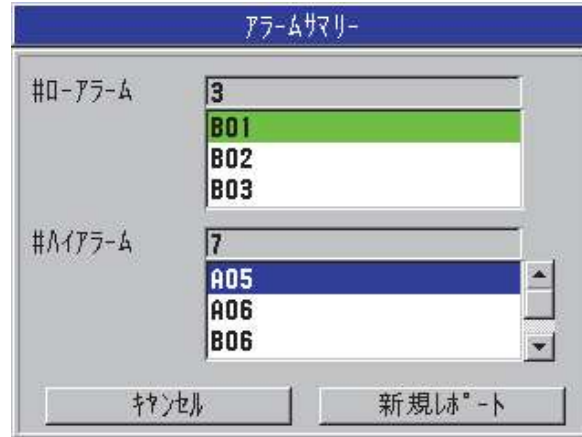 アラームサマリー
#ローアラーム 3
B01
B02
B03
#ハイアラーム 7
A05
A06
B06
キャンセル 新規レポート